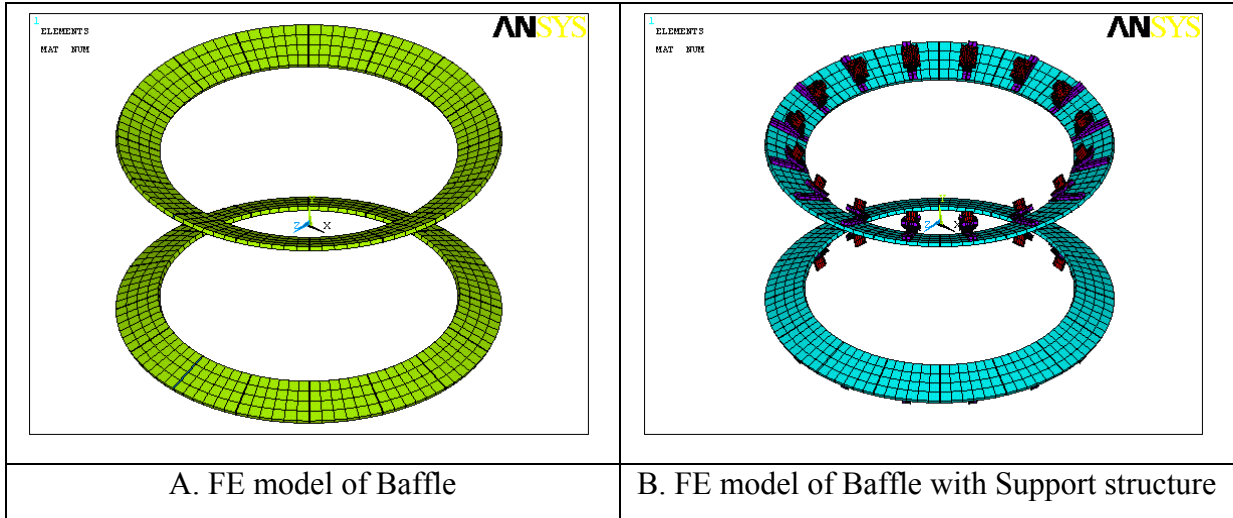 1
ELEMENTS
MAT NUM
ANSYS
Y
Z
X
A. FE model of Baffle
1
ELEMENTS
MAT NUM
ANSYS
Y
Z
X
B. FE model of Baffle with Support structure